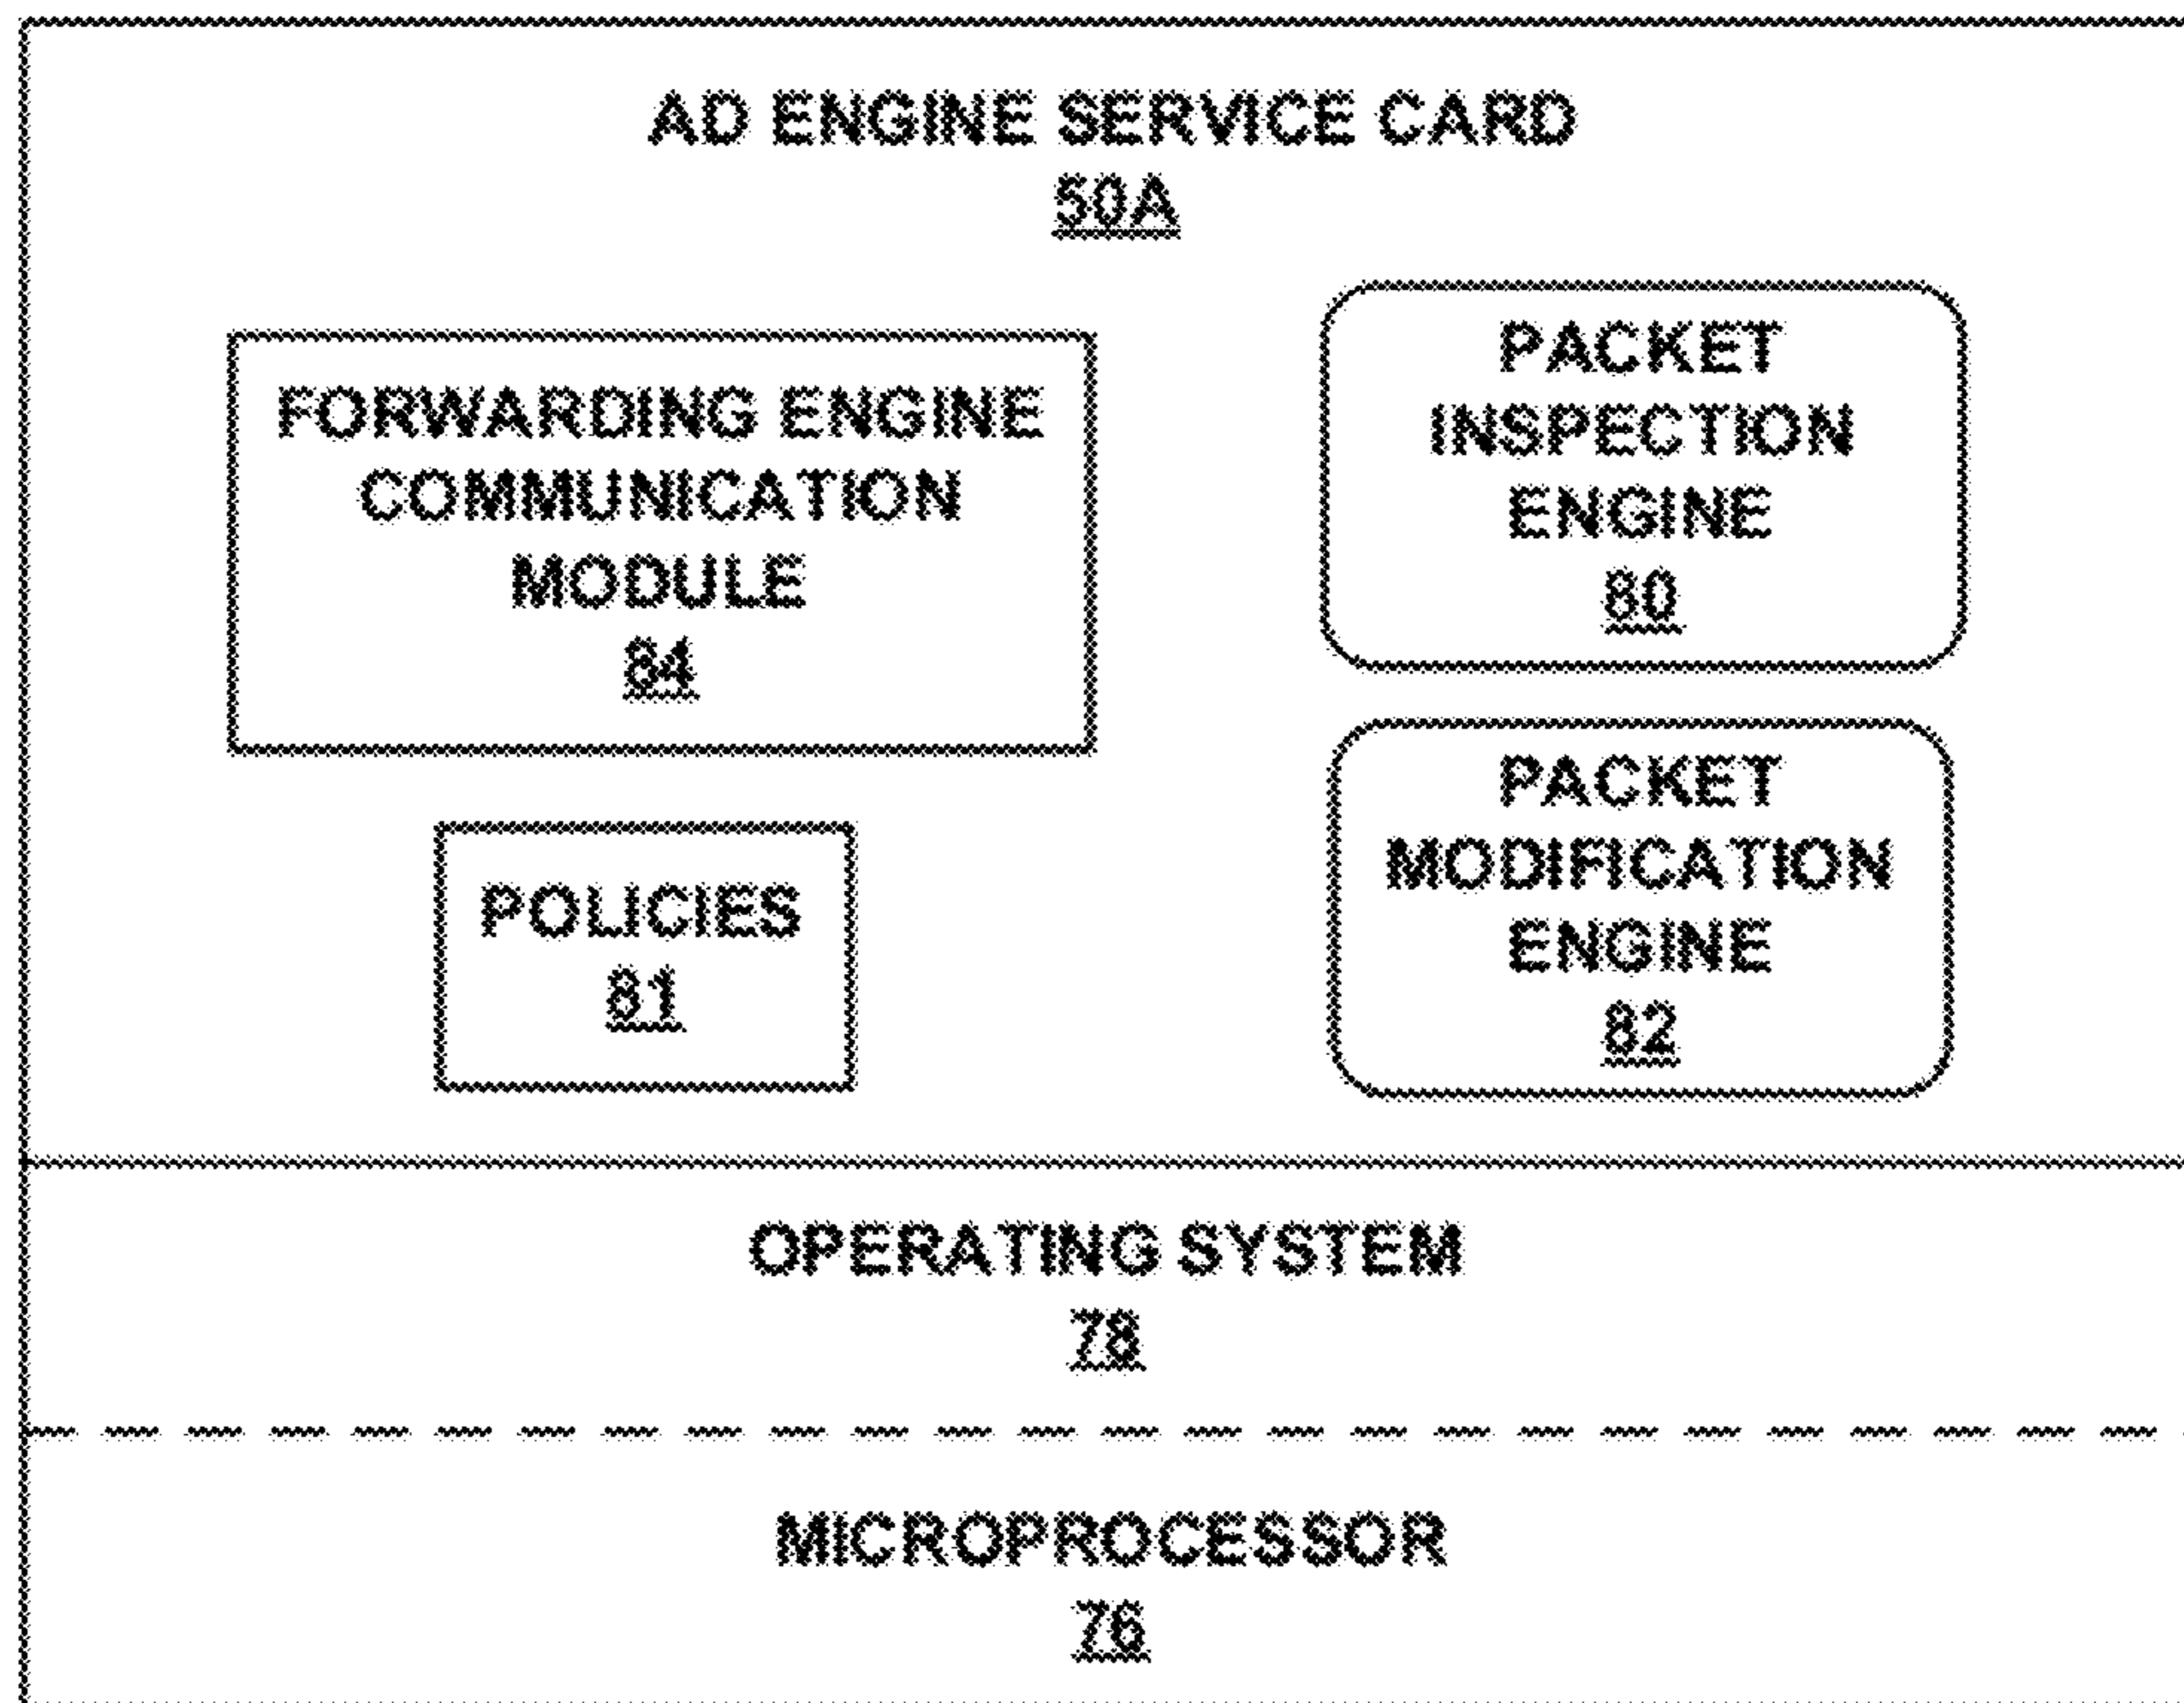 AD ENGINE SERVICE CARD
50A
FORWARDING ENGINE
COMMUNICATION
MODULE
84
PACKET
INSPECTION
ENGINE
80
POLICIES
81
PACKET
MODIFICATION
ENGINE
82
OPERATING SYSTEM
78
MICROPROCESSOR
76